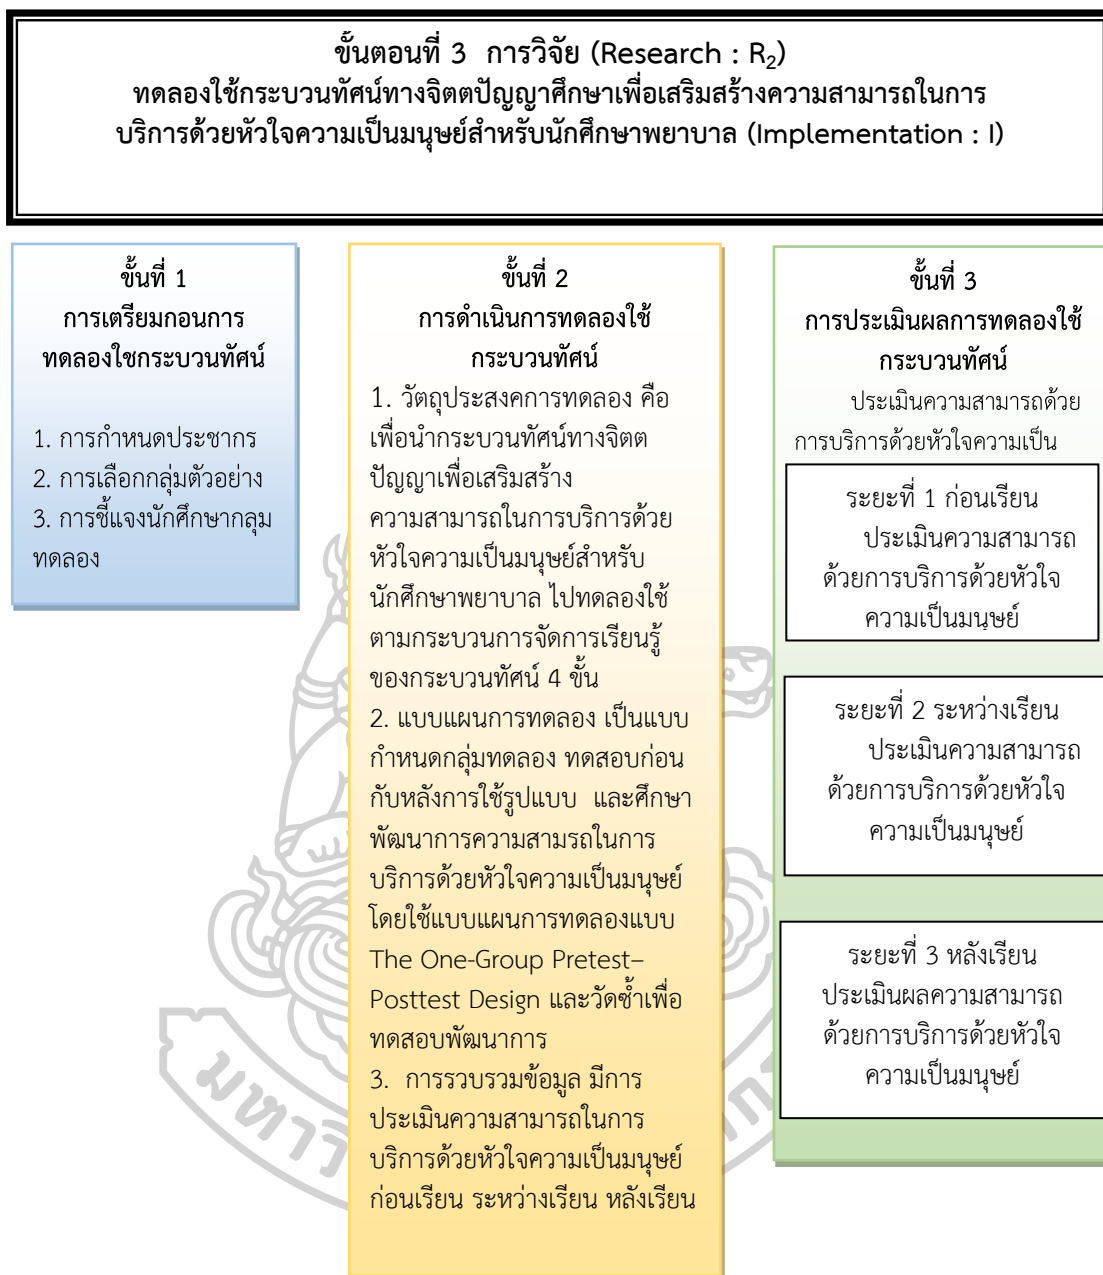 ขั้นตอนที่ 3 การวิจัย (Research : R2)
ทดลองใช้กระบวนทัศน์ทางจิตตปัญญาศึกษาเพื่อเสริมสร้างความสามารถในการ
บริการด้วยหัวใจความเป็นมนุษย์สำหรับนักศึกษาพยาบาล (Implementation : I)
ขั้นที่ 1
การเตรียมกอนการ
ทดลองใชกระบวนทัศน์
1. การกำหนดประชากร
2. การเลือกกลุ่มตัวอย่าง
3. การชี้แจงนักศึกษากลุม
ทดลอง
ขั้นที่ 2
การดำเนินการทดลองใช้
กระบวนทัศน์
1. วัตถุประสงคการทดลอง คือ
เพื่อนำกระบวนทัศน์ทางจิตต
ปัญญาเพื่อเสริมสร้าง
ความสามารถในการบริการด้วย
หัวใจความเป็นมนุษย์สำหรับ
นักศึกษาพยาบาล ไปทดลองใช้
ตามกระบวนการจัดการเรียนรู้
ของกระบวนทัศน์ 4 ขั้น
2. แบบแผนการทดลอง เป็นแบบ
กำหนดกลุ่มทดลอง ทดสอบก่อน
กับหลังการใช้รูปแบบ และศึกษา
พัฒนาการความสามรถในการ
บริการด้วยหัวใจความเป็นมนุษย์
โดยใช้แบบแผนการทดลองแบบ
The One-Group Pretest–
Posttest Design และวัดซ้ำเพื่อ
ทดสอบพัฒนาการ
3. การรวบรวมข้อมูล มีการ
ประเมินความสามารถในการ
บริการด้วยหัวใจความเป็นมนุษย์
ก่อนเรียน ระหว่างเรียน หลังเรียน
ขั้นที่ 3
การประเมินผลการทดลองใช้
กระบวนทัศน์
ประเมินความสามารถด้วย
การบริการด้วยหัวใจความเป็น
ระยะที่ 1 ก่อนเรียน
ประเมินความสามารถ
ด้วยการบริการด้วยหัวใจ
ความเป็นมนุษย์
ระยะที่ 2 ระหว่างเรียน
ประเมินความสามารถ
ด้วยการบริการด้วยหัวใจ
ความเป็นมนุษย์
ระยะที่ 3 หลังเรียน
ประเมินผลความสามารถ
ด้วยการบริการด้วยหัวใจ
ความเป็นมนุษย์